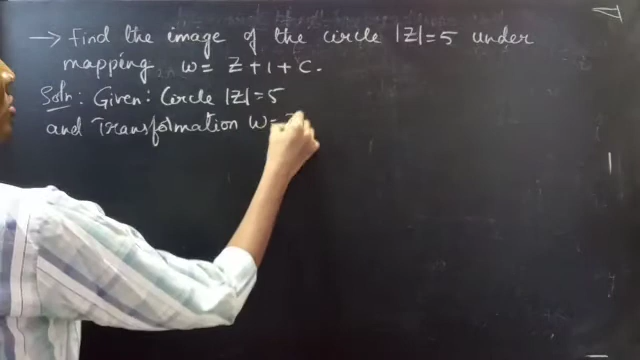 → Find the image of the circle |Z| = 5 under
mapping w = Z + 1 + C.
Soln : Given : Circle |Z| = 5
and Transformation W = Z